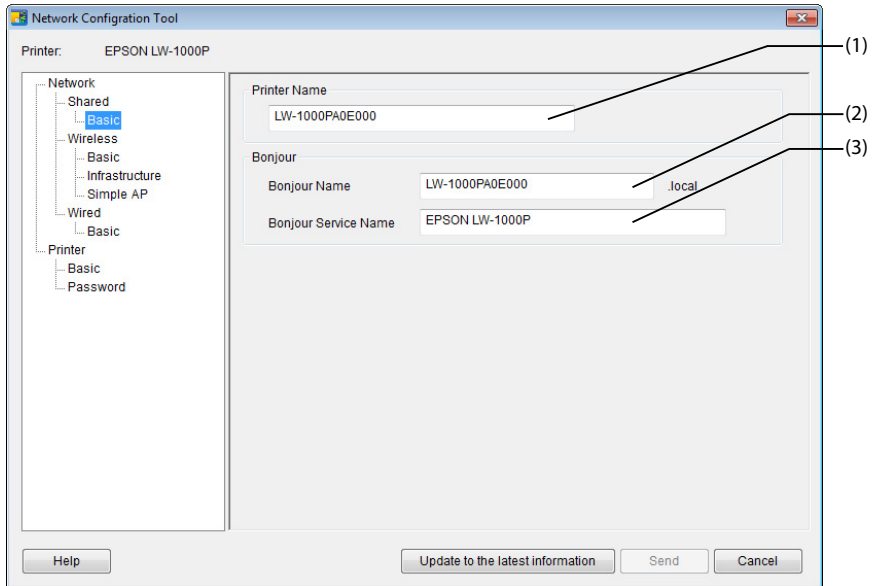 Network Configration Tool
Printer: EPSON LW-1000P
(1)
Network
Shared
Basic
Wireless
Basic
Infrastructure
Simple AP
Wired
Basic
Printer
Basic
Password
Printer Name
LW-1000PA0E000
Bonjour
(2)
Bonjour Name LW-1000PA0E000 .local
(3)
Bonjour Service Name EPSON LW-1000P
Help Update to the latest information Send Cancel